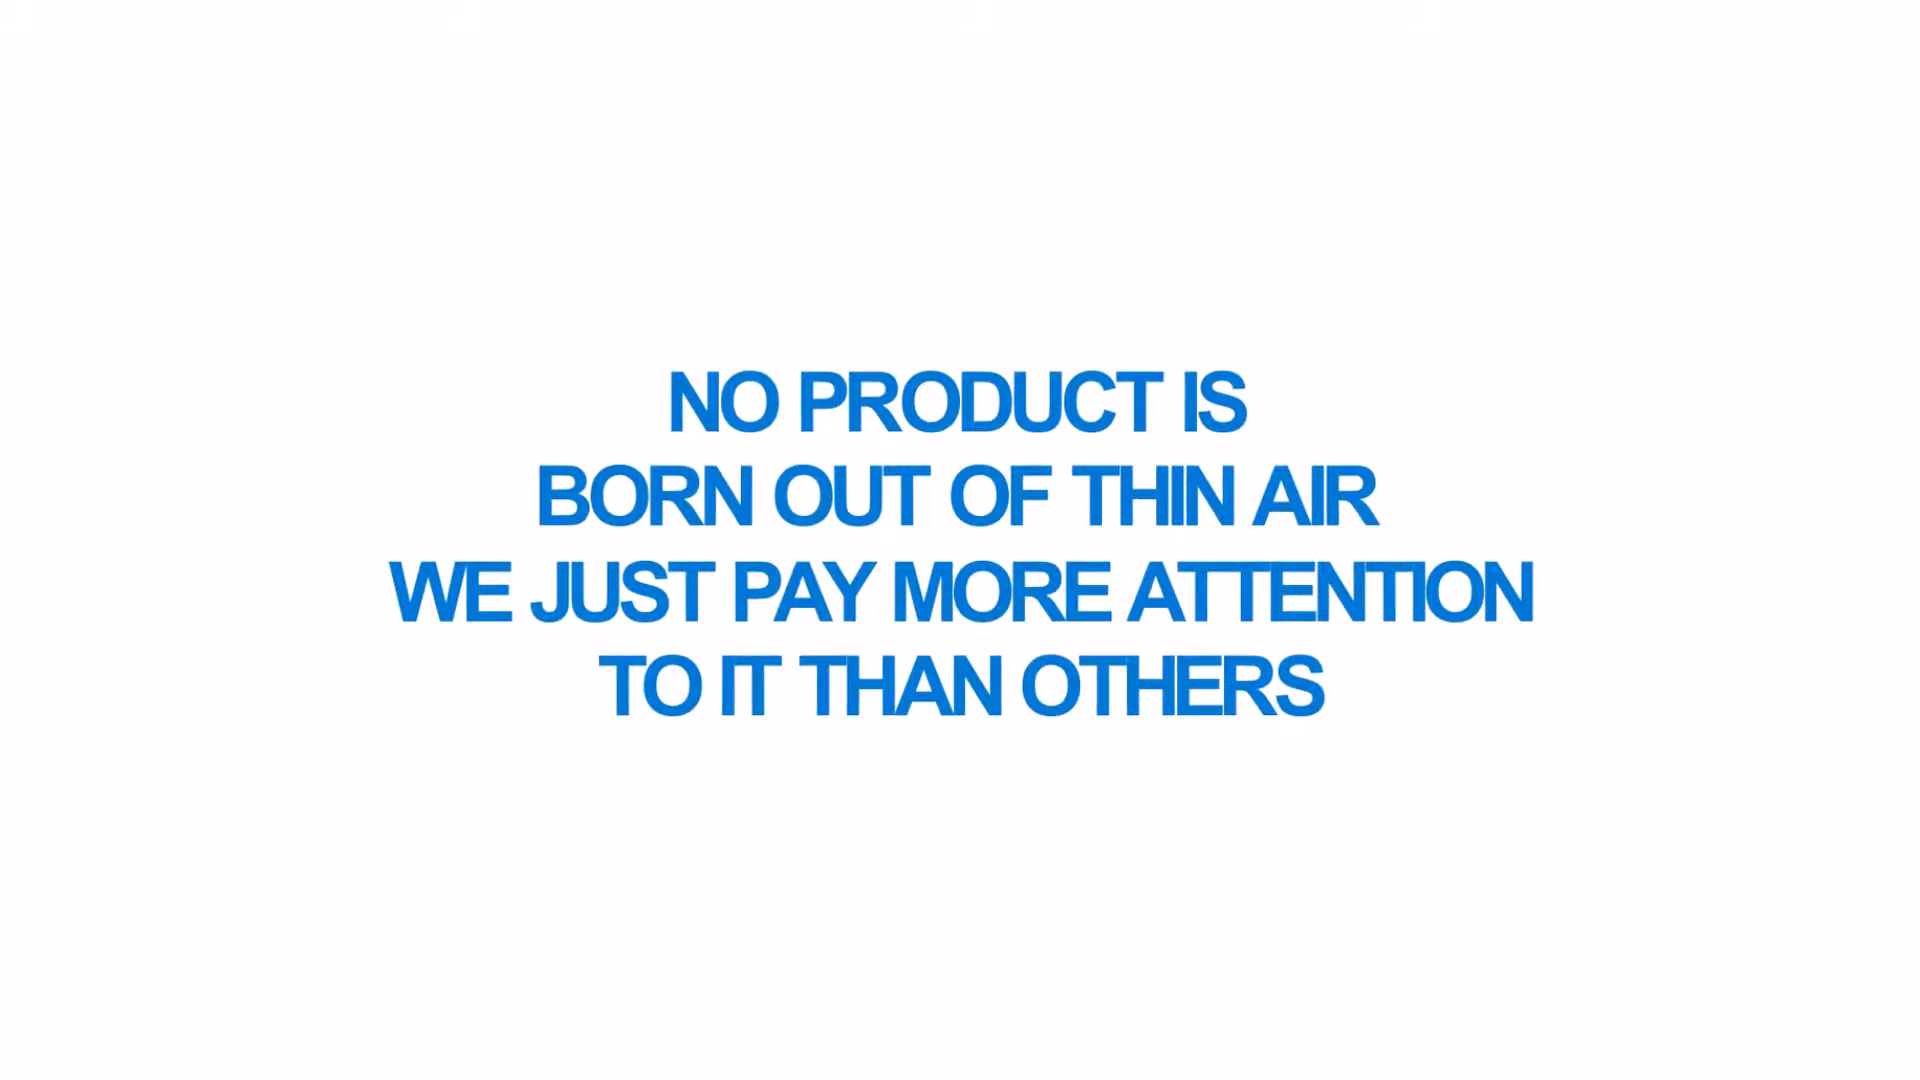 NO PRODUCT IS
BORN OUT OF THIN AIR
WE JUST PAY MORE ATTENTION
TO IT THAN OTHERS